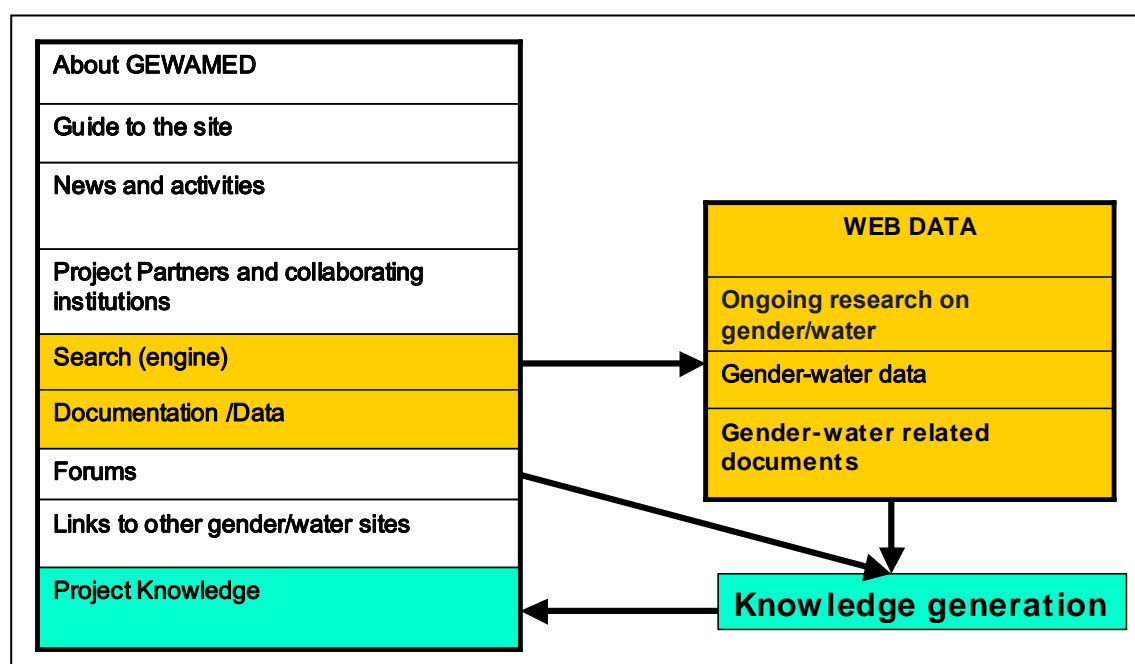 About GEWAMED
Guide to the site
News and activities
Project Partners and collaborating
institutions
Search (engine)
Documentation /Data
Forums
Links to other gender/water sites
Project Knowledge
WEB DATA
Ongoing research on
gender/water
Gender-water data
Gender-water related
documents
Knowledge generation